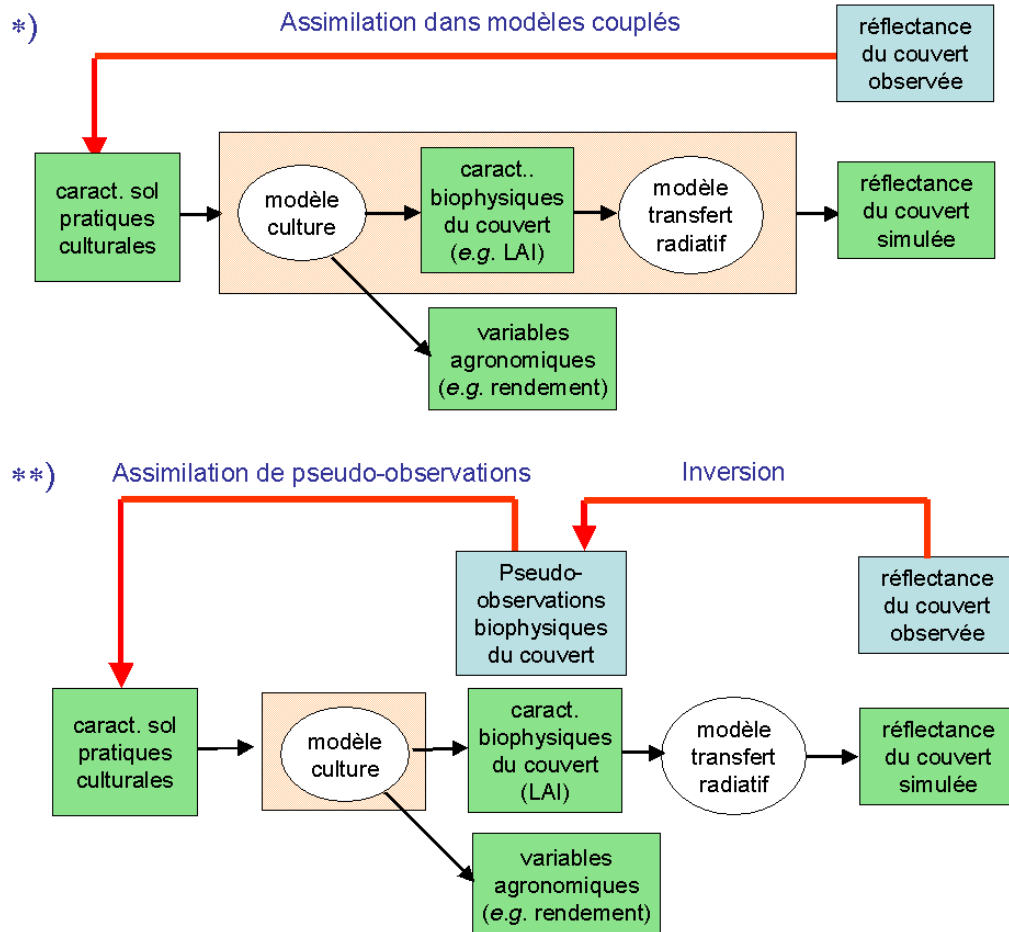 *)
Assimilation dans modèles couplés
réflectance
du couvert
observée
caract. sol
pratiques
culturales
modèle
culture
caract..
biophysiques
du couvert
(e.g. LAI)
modèle
transfert
radiatif
réflectance
du couvert
simulée
variables
agronomiques
(e.g. rendement)
**)
Assimilation de pseudo-observations
Inversion
Pseudo-
observations
biophysiques
du couvert
réflectance
du couvert
observée
caract. sol
pratiques
culturales
modèle
culture
caract.
biophysiques
du couvert
(LAI)
modèle
transfert
radiatif
réflectance
du couvert
simulée
variables
agronomiques
(e.g. rendement)